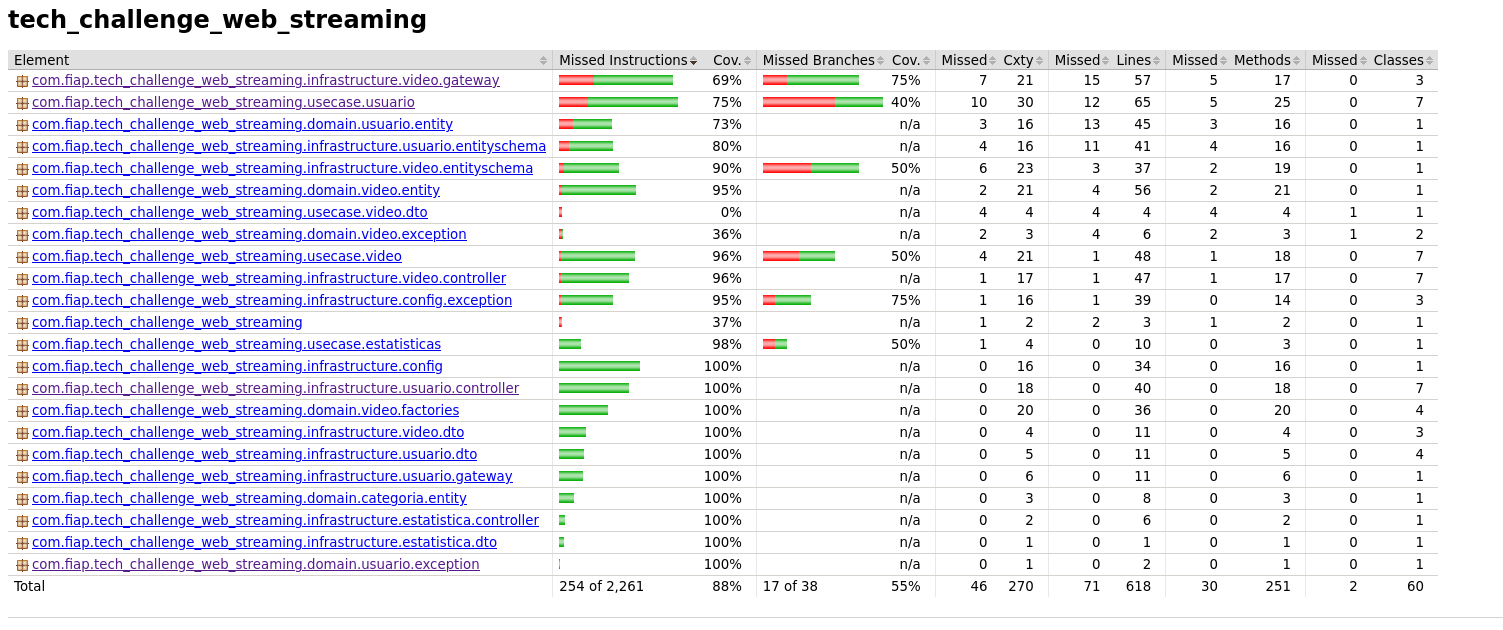 tech_challenge_web_streaming
Element Missed Instructions Cov. Missed Branches Cov. Missed Cxty Missed Lines Missed Methods Missed Classes
com.fiap.tech_challenge_web_streaming.infrastructure.video.gateway 69% 75% 7 21 15 57 5 17 0 3
com.fiap.tech_challenge_web_streaming.usecase.usuario 75% 40% 10 30 12 65 5 25 0 7
com.fiap.tech_challenge_web_streaming.domain.usuario.entity 73% n/a 3 16 13 45 3 16 0 1
com.fiap.tech_challenge_web_streaming.infrastructure.usuario.entityschema 80% n/a 4 16 11 41 4 16 0 1
com.fiap.tech_challenge_web_streaming.infrastructure.video.entityschema 90% 50% 6 23 3 37 2 19 0 1
com.fiap.tech_challenge_web_streaming.domain.video.entity 95% n/a 2 21 4 56 2 21 0 1
com.fiap.tech_challenge_web_streaming.usecase.video.dto 0% n/a 4 4 4 4 4 4 1 1
com.fiap.tech_challenge_web_streaming.domain.video.exception 36% n/a 2 3 4 6 2 3 1 2
com.fiap.tech_challenge_web_streaming.usecase.video 96% 50% 4 21 1 48 1 18 0 7
com.fiap.tech_challenge_web_streaming.infrastructure.video.controller 96% n/a 1 17 1 47 1 17 0 7
com.fiap.tech_challenge_web_streaming.infrastructure.config.exception 95% 75% 1 16 1 39 0 14 0 3
com.fiap.tech_challenge_web_streaming 37% n/a 1 2 2 3 1 2 0 1
com.fiap.tech_challenge_web_streaming.usecase.estatisticas 98% 50% 1 4 0 10 0 3 0 1
com.fiap.tech_challenge_web_streaming.infrastructure.config 100% n/a 0 16 0 34 0 16 0 1
com.fiap.tech_challenge_web_streaming.infrastructure.usuario.controller 100% n/a 0 18 0 40 0 18 0 7
com.fiap.tech_challenge_web_streaming.domain.video.factories 100% n/a 0 20 0 36 0 20 0 4
com.fiap.tech_challenge_web_streaming.infrastructure.video.dto 100% n/a 0 4 0 11 0 4 0 3
com.fiap.tech_challenge_web_streaming.infrastructure.usuario.dto 100% n/a 0 5 0 11 0 5 0 4
com.fiap.tech_challenge_web_streaming.infrastructure.usuario.gateway 100% n/a 0 6 0 11 0 6 0 1
com.fiap.tech_challenge_web_streaming.domain.categoria.entity 100% n/a 0 3 0 8 0 3 0 1
com.fiap.tech_challenge_web_streaming.infrastructure.estatistica.controller 100% n/a 0 2 0 6 0 2 0 1
com.fiap.tech_challenge_web_streaming.infrastructure.estatistica.dto 100% n/a 0 1 0 1 0 1 0 1
com.fiap.tech_challenge_web_streaming.domain.usuario.exception 100% n/a 0 1 0 2 0 1 0 1
Total 254 of 2,261 88% 17 of 38 55% 46 270 71 618 30 251 2 60